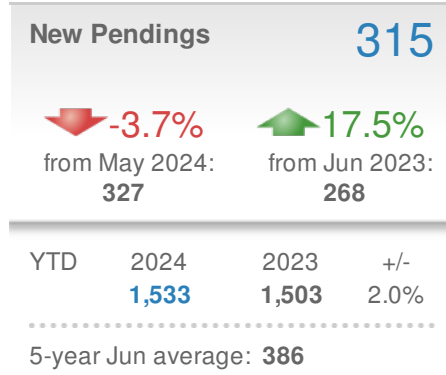 New Pendings 315
-3.7% 17.5%
from May 2024: from Jun 2023:
327 268
YTD 2024 2023 +/-
1,533 1,503 2.0%
5-year Jun average: 386